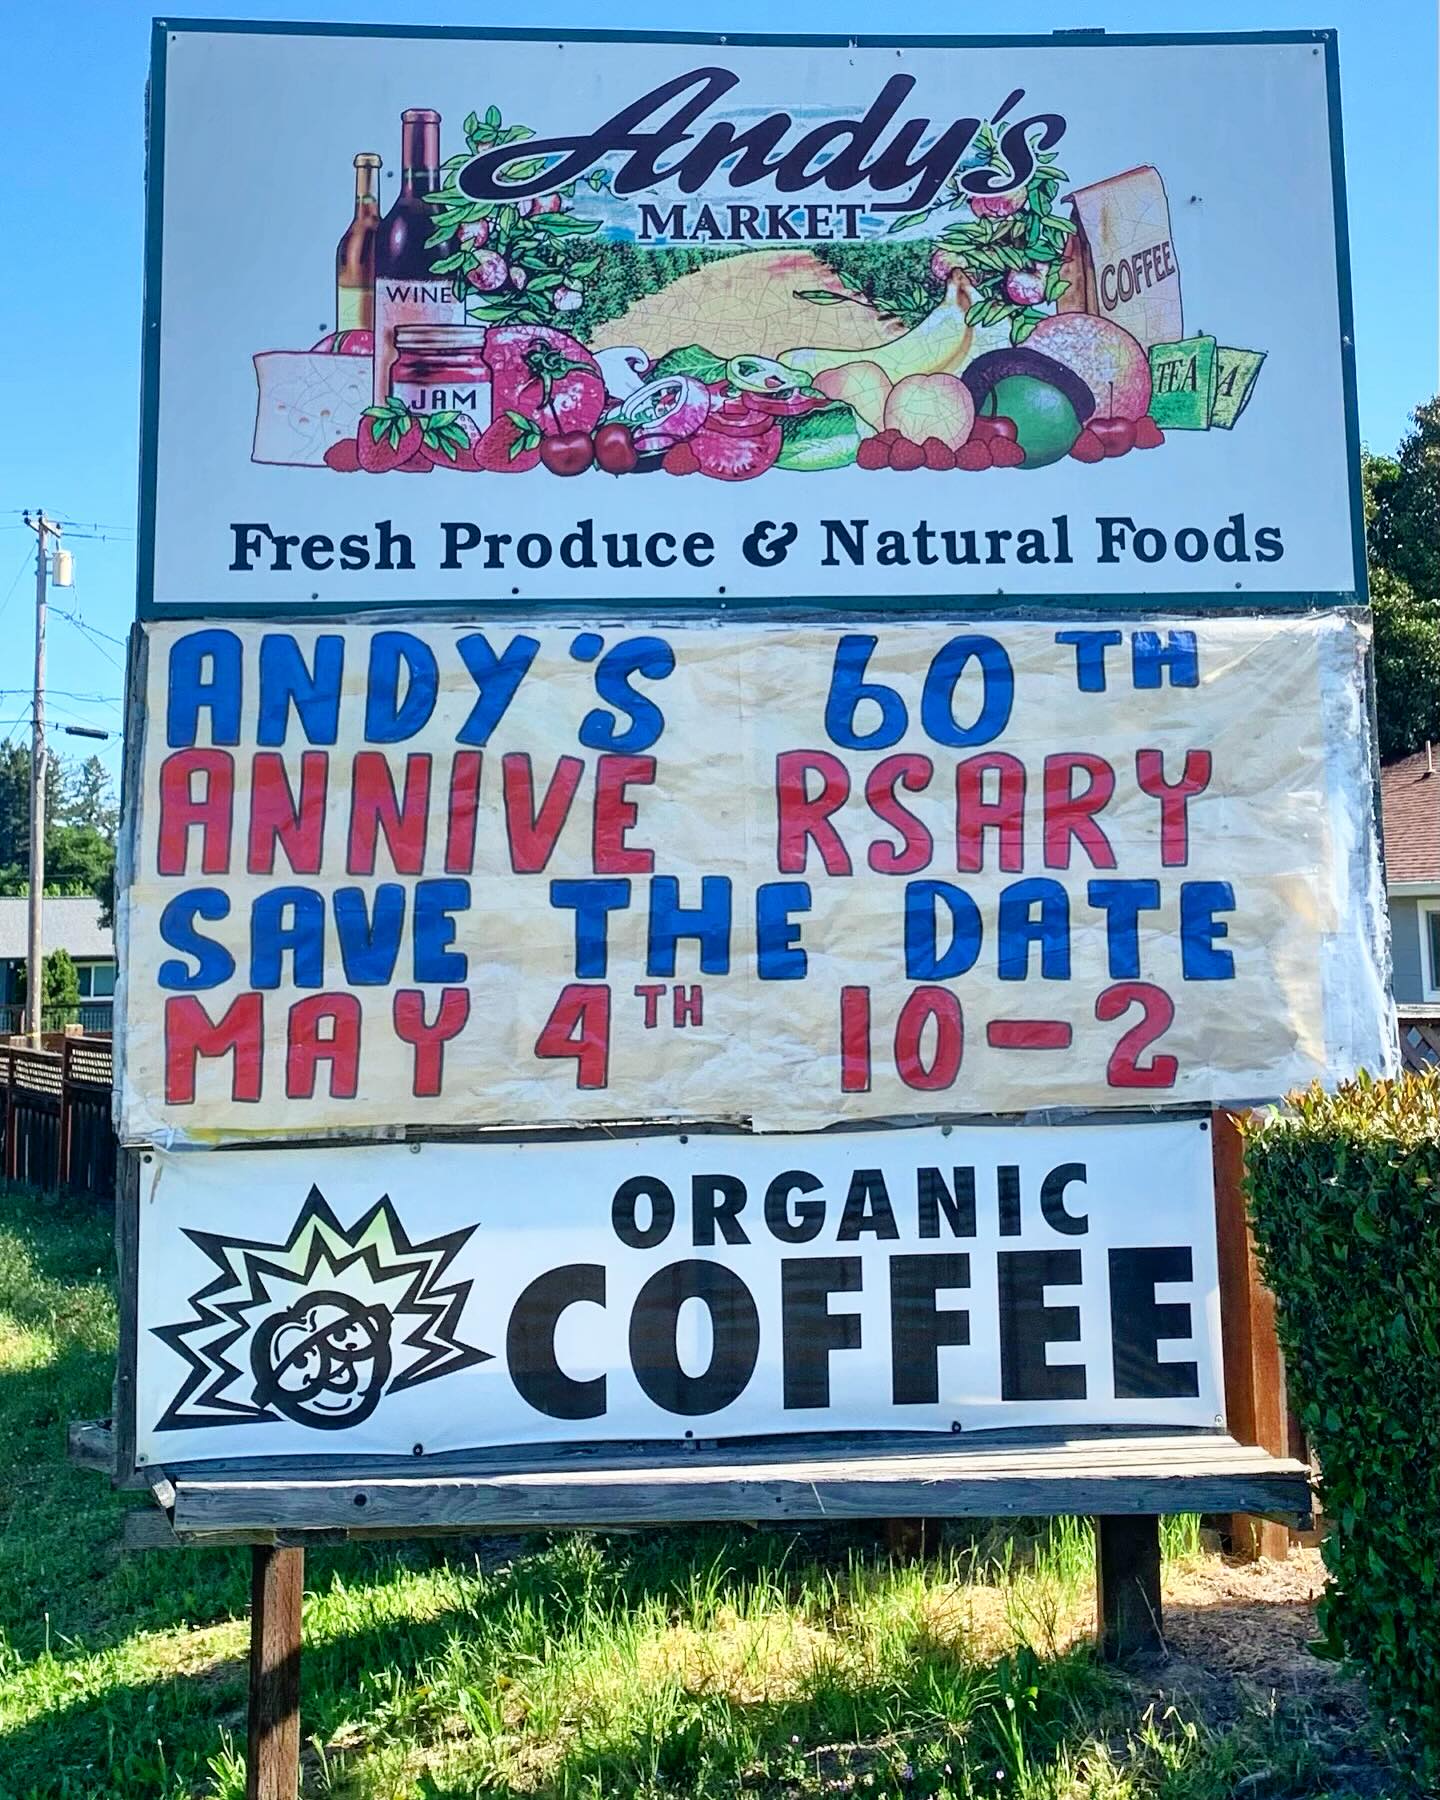 Andy's
MARKET
WINE
COFFEE
JAM
TEA
Fresh Produce & Natural Foods
ANDY'S 60TH
ANNIVE RSARY
SAVE THE DATE
MAY 4TH 10-2
ORGANIC
COFFEE